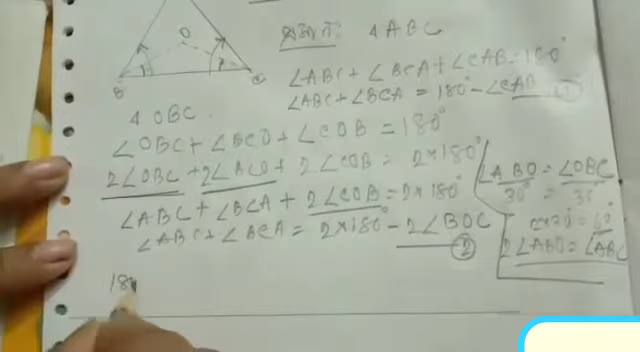 প্রমাণ: ΔABC
∠ABC + ∠BCA + ∠CAB = 180°
∠ABC + ∠BCA = 180° - ∠CAB ①
O
B
C
Δ OBC.
∠OBC + ∠BCO + ∠COB = 180°
2∠OBC + 2∠BCO + 2∠COB = 2×180°
∠ABC + ∠BCA + 2∠COB = 2×180°
∠ABC + ∠BCA = 2×180° - 2∠BOC ②
∠ABO = ∠OBC
30° = 30°
2×30° = 60°
2∠ABO = ∠ABC
18